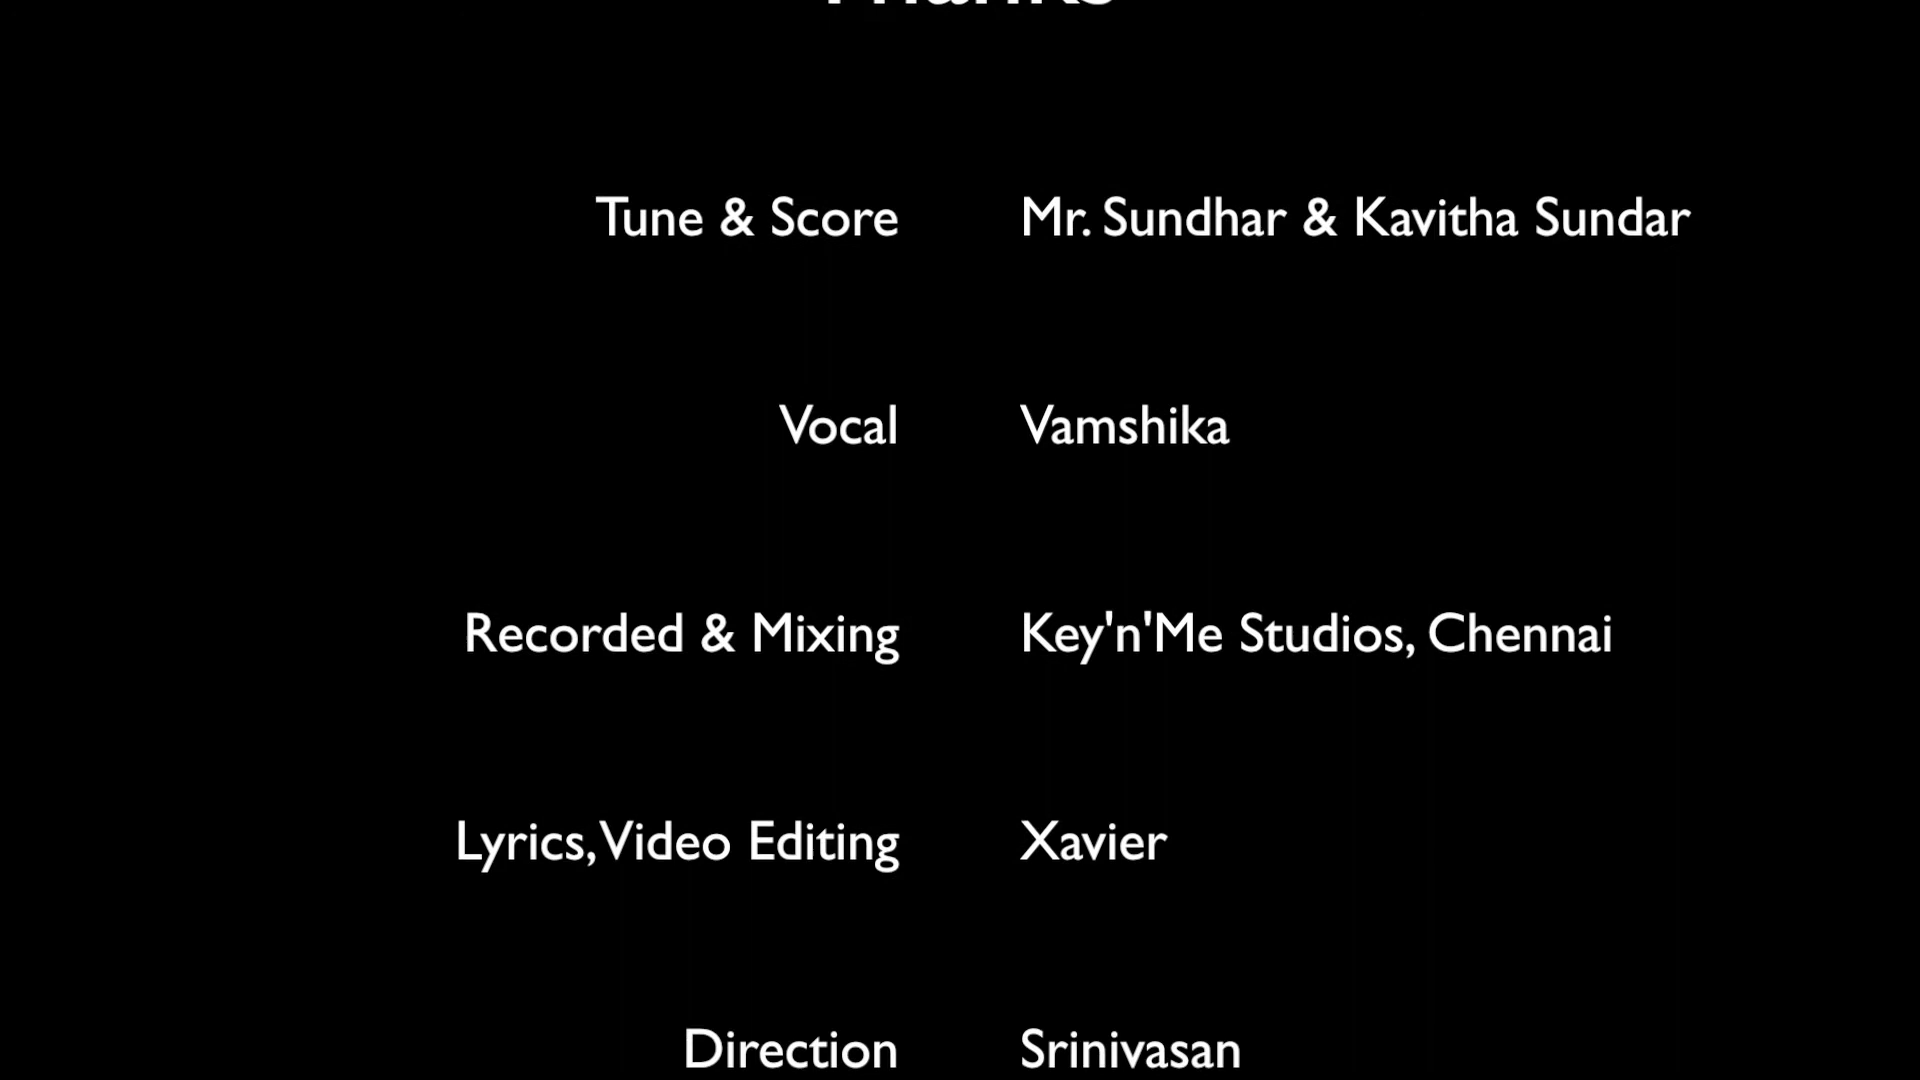 Thanks
Tune & Score Mr. Sundhar & Kavitha Sundar
Vocal Vamshika
Recorded & Mixing Key'n'Me Studios, Chennai
Lyrics,Video Editing Xavier
Direction Srinivasan